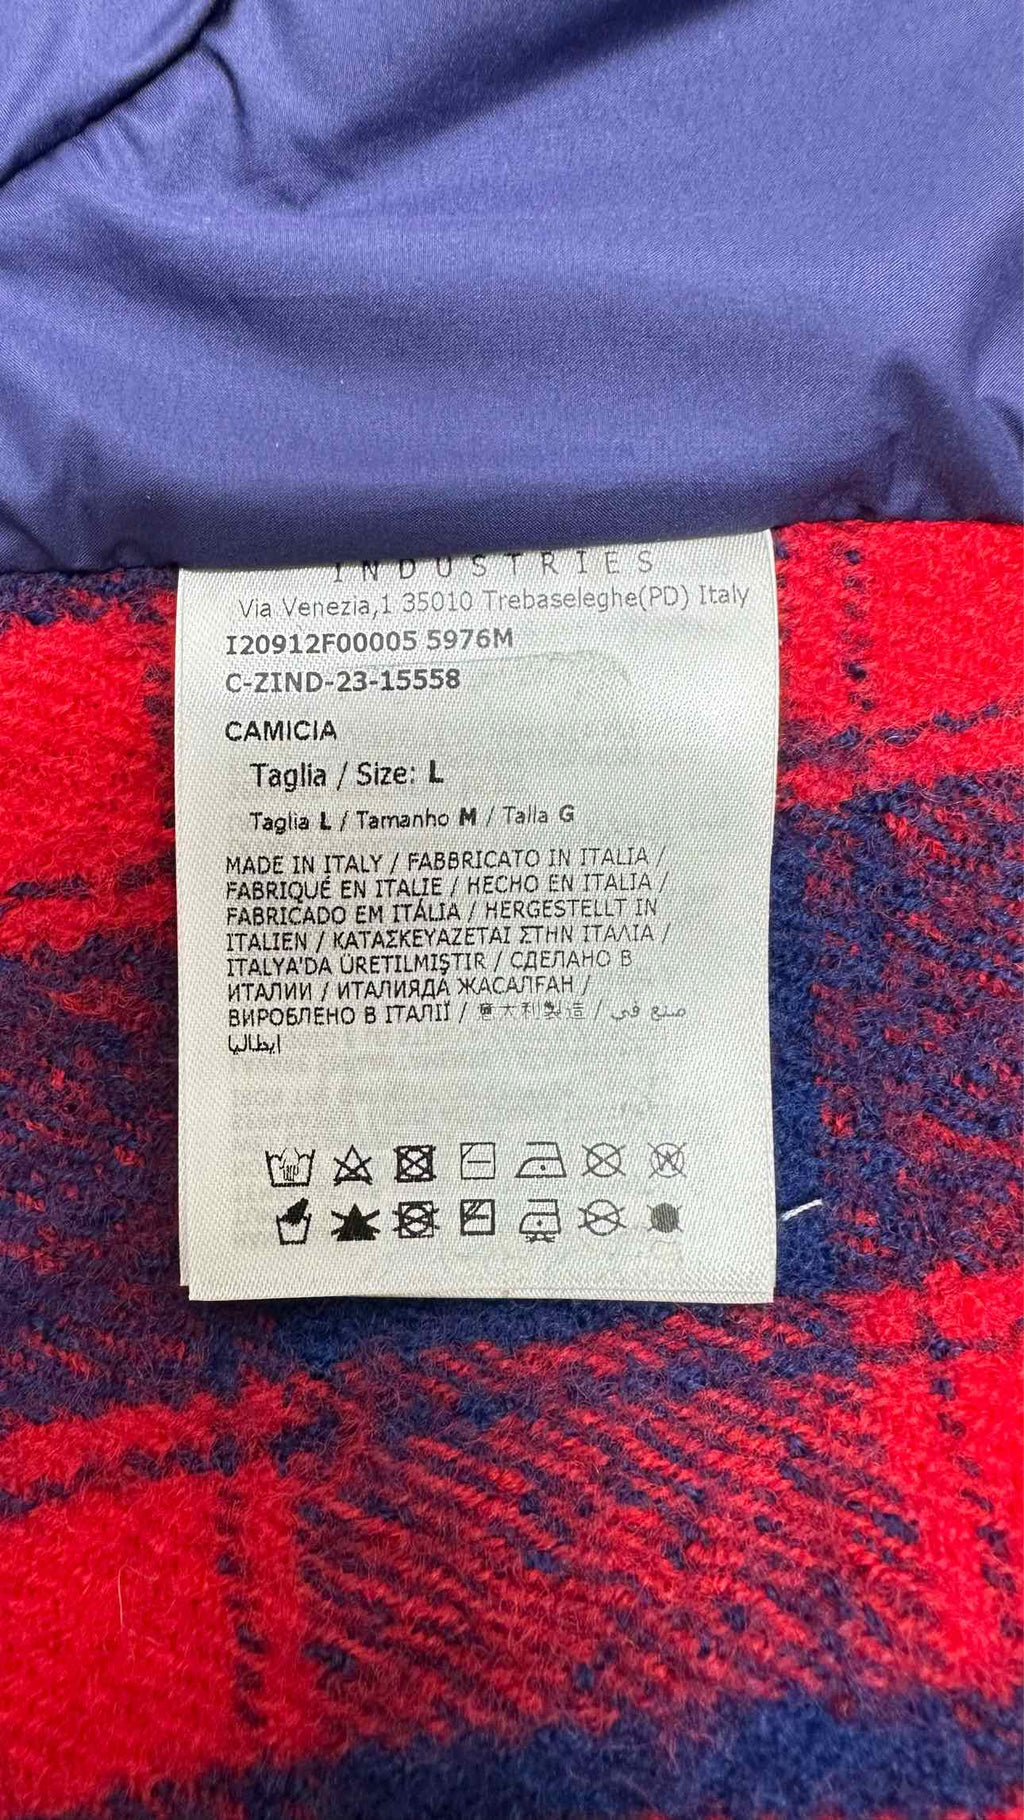 INDUSTRIES
Via Venezia,1 35010 Trebaseleghe(PD) Italy
I20912F00005 5976M
C-ZIND-23-15558
CAMICIA
Taglia / Size: L
Taglia L / Tamanho M / Talla G
MADE IN ITALY / FABBRICATO IN ITALIA /
FABRIQUÉ EN ITALIE / HECHO EN ITALIA /
FABRICADO EM ITÁLIA / HERGESTELLT IN
ITALIEN / ΚΑΤΑΣΚΕΥΑΖΕΤΑΙ ΣΤΗΝ ΙΤΑΛΙΑ /
ITALYA'DA ÜRETILMIŞTIR / СДЕЛАНО В
ИТАЛИИ / ИТАЛИЯДА ЖАСАЛҒАН /
ВИРОБЛЕНО В ІТАЛІЇ / 意大利製造 / صنع في
ايطاليا